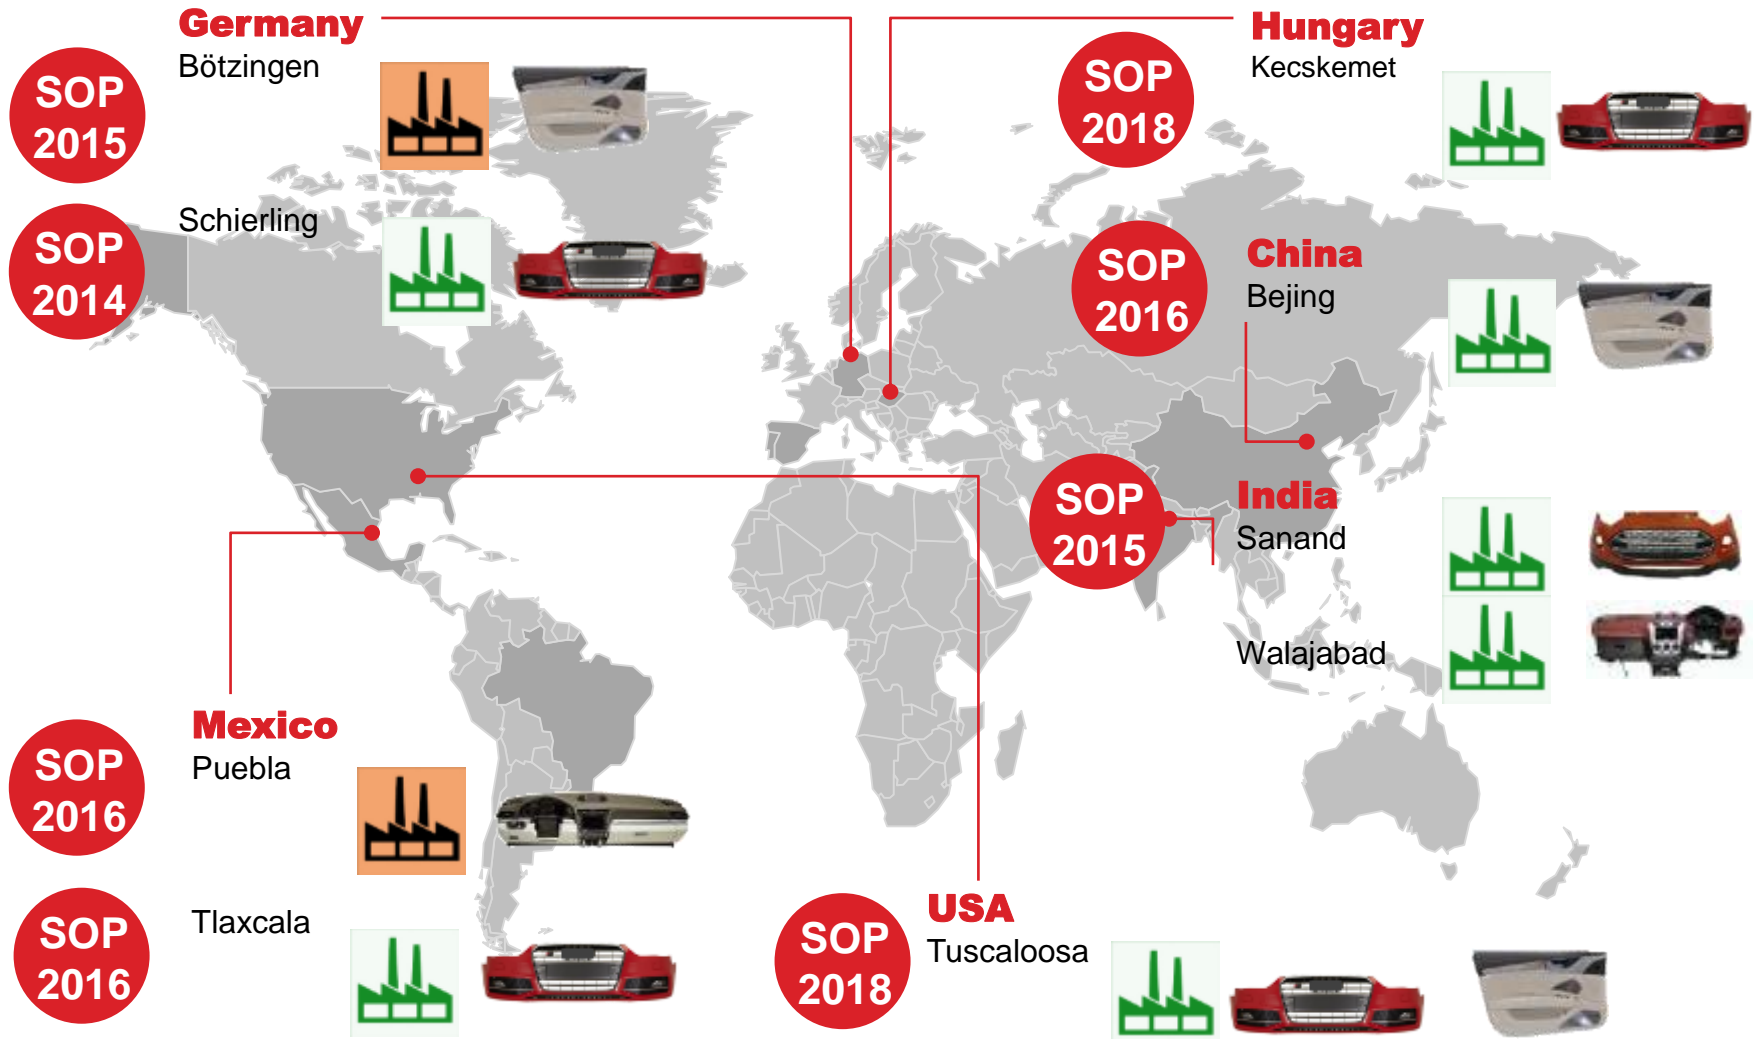 Germany
Bötzingen
SOP
2015
Schierling
SOP
2014
Hungary
Kecskemet
SOP
2018
China
Bejing
SOP
2016
India
Sanand
SOP
2015
Walajabad
Mexico
Puebla
SOP
2016
Tlaxcala
SOP
2016
USA
Tuscaloosa
SOP
2018